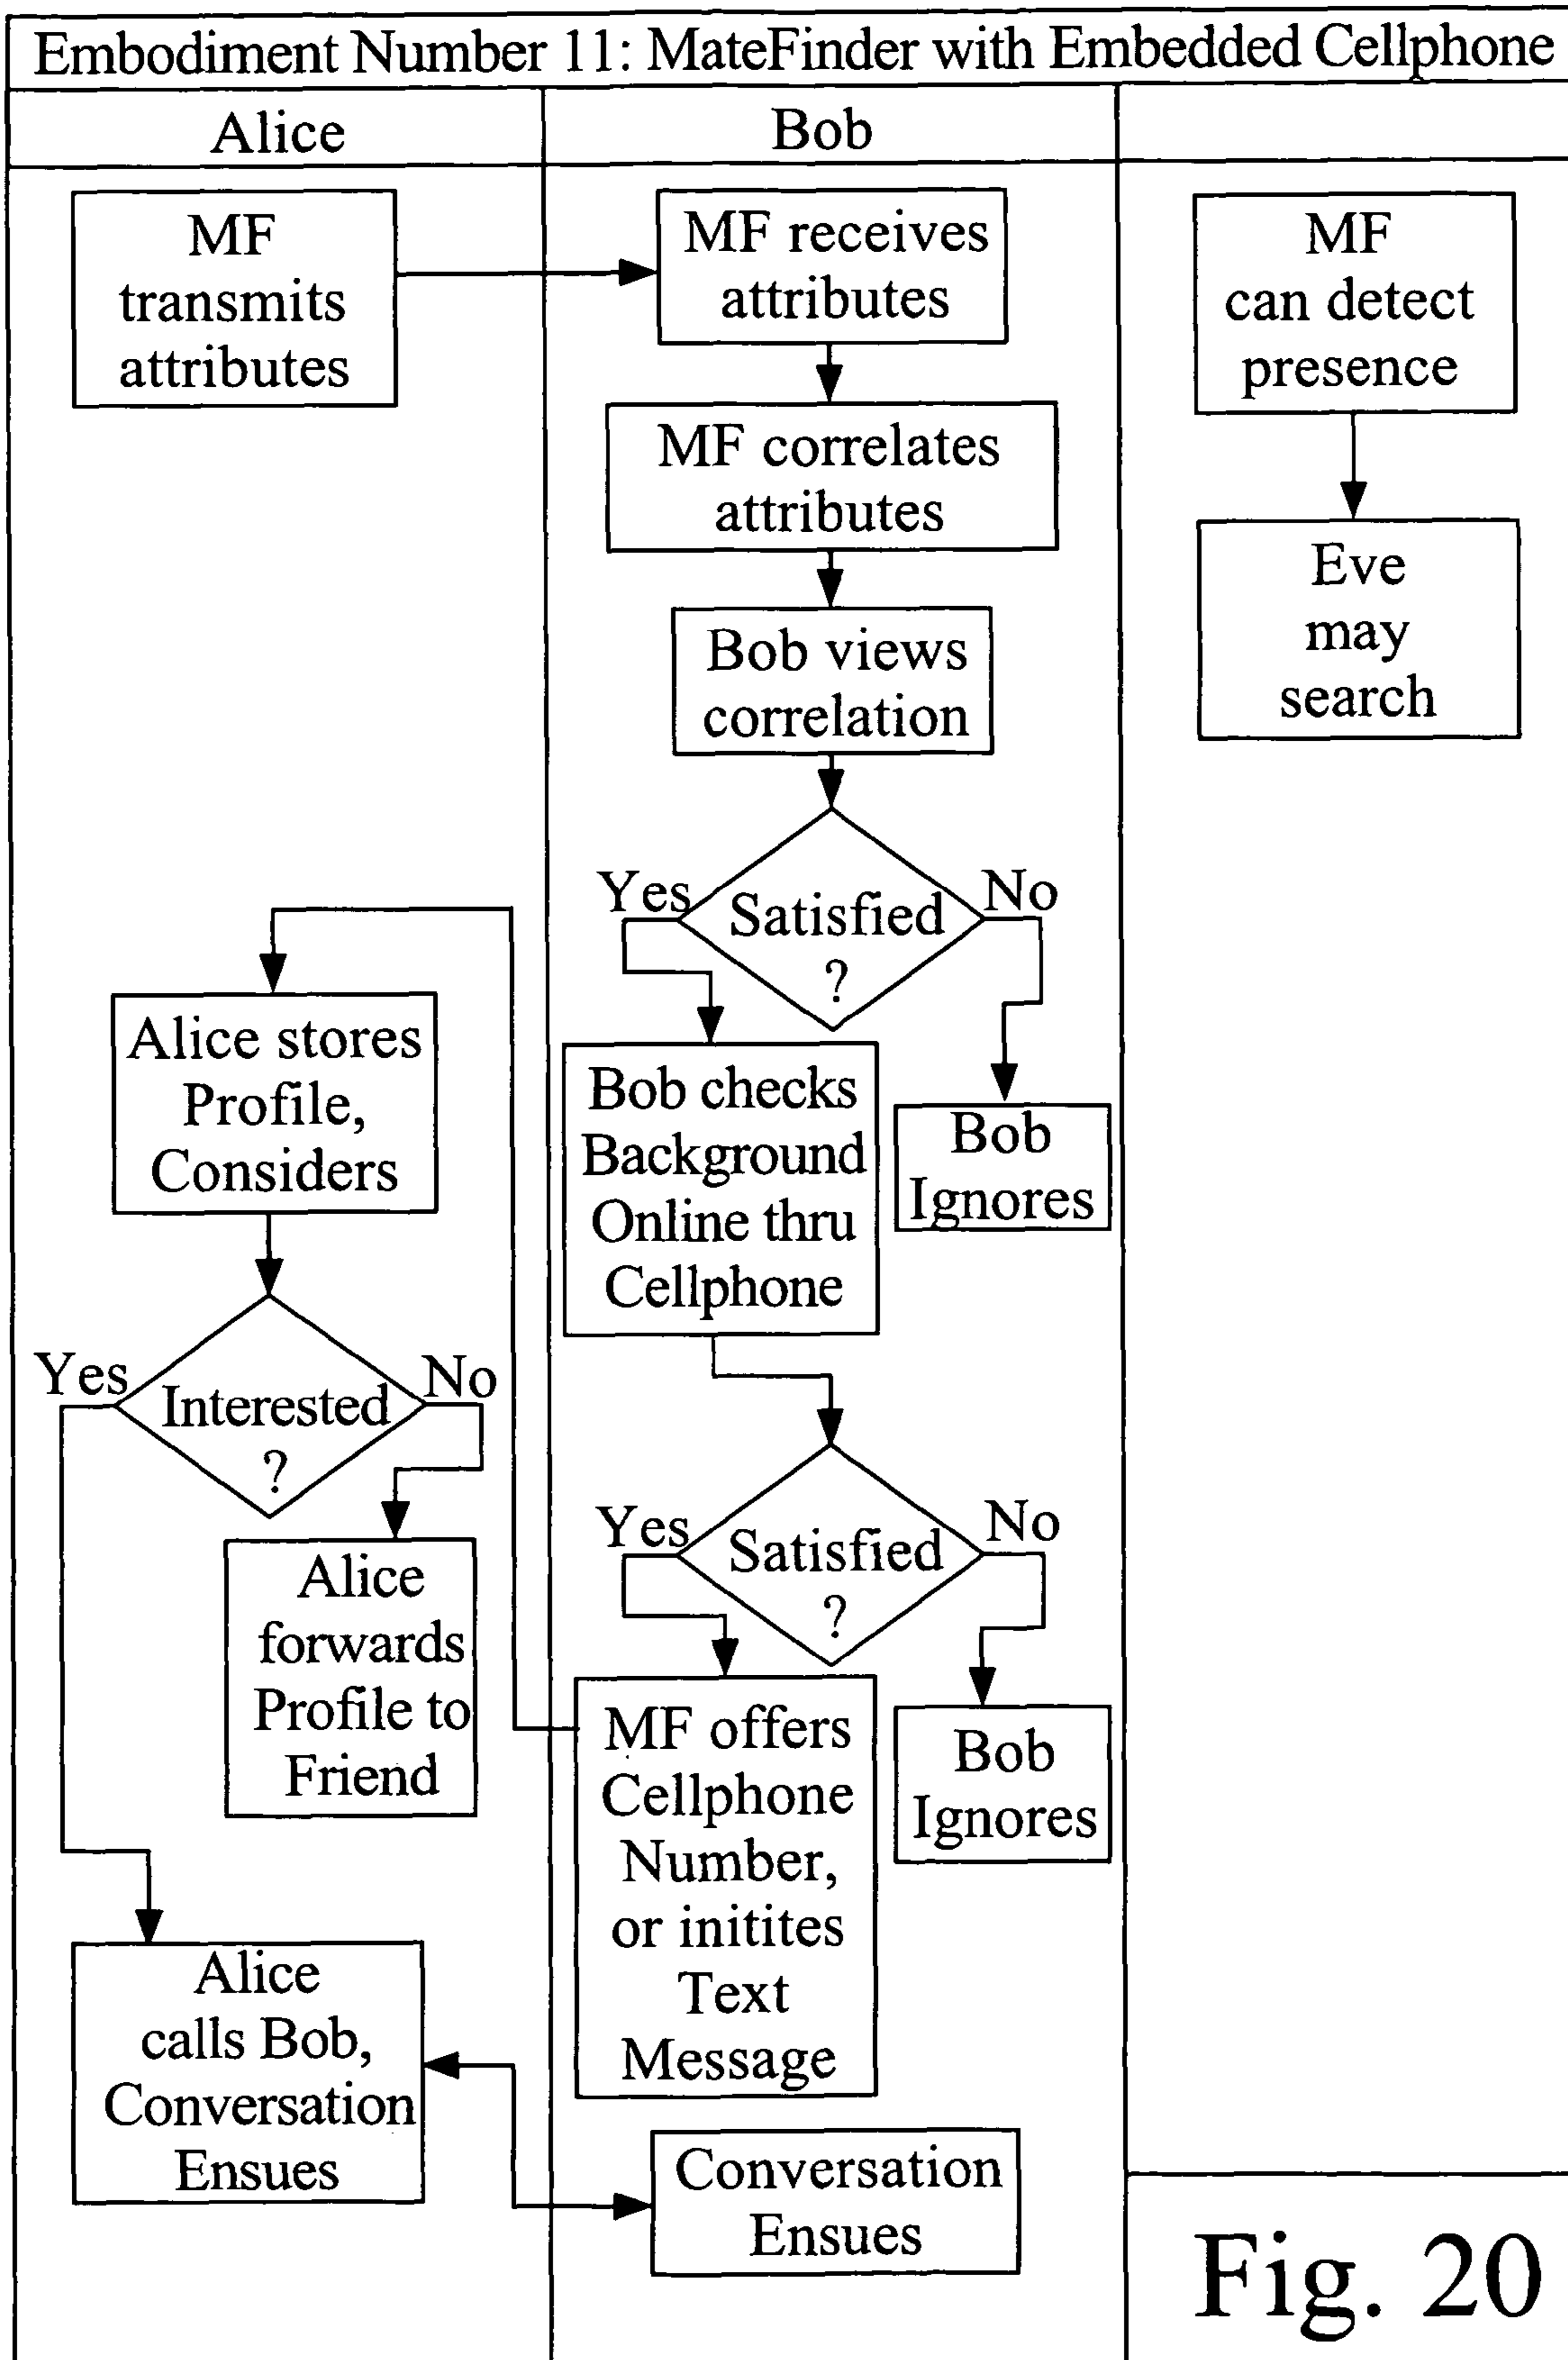 Embodiment Number 11: MateFinder with Embedded Cellphone
Alice
Bob
MF
transmits
attributes
MF receives
attributes
MF
can detect
presence
MF correlates
attributes
Eve
may
search
Bob views
correlation
Yes
No
Satisfied
?
Alice stores
Profile,
Considers
Bob checks
Background
Online thru
Cellphone
Bob
Ignores
Yes
No
Interested
?
Yes
No
Satisfied
?
Alice
forwards
Profile to
Friend
MF offers
Cellphone
Number,
or initites
Text
Message
Bob
Ignores
Alice
calls Bob,
Conversation
Ensues
Conversation
Ensues
Fig. 20